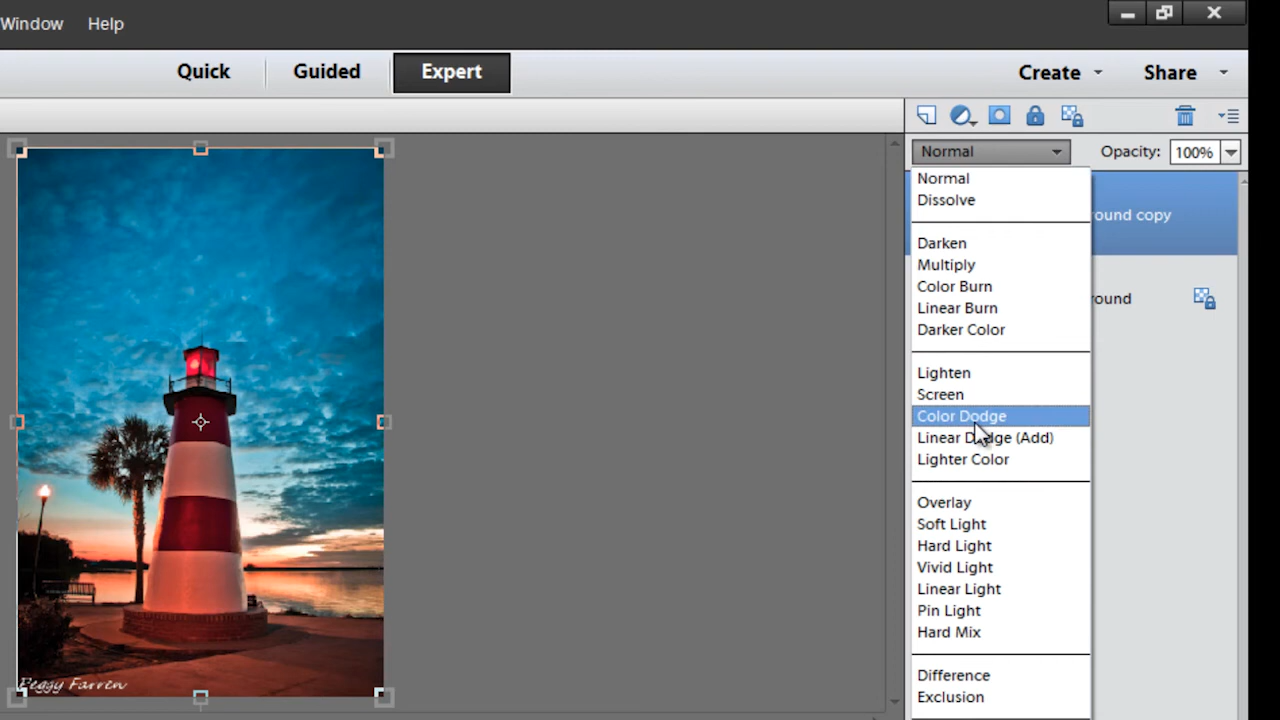 Window Help
Quick Guided Expert Create Share
Normal Opacity: 100%
Normal
Dissolve
Darken
Multiply
Color Burn
Linear Burn
Darker Color
Lighten
Screen
Color Dodge
Linear Dodge (Add)
Lighter Color
Overlay
Soft Light
Hard Light
Vivid Light
Linear Light
Pin Light
Hard Mix
Difference
Exclusion
round copy
round
Peggy Farren